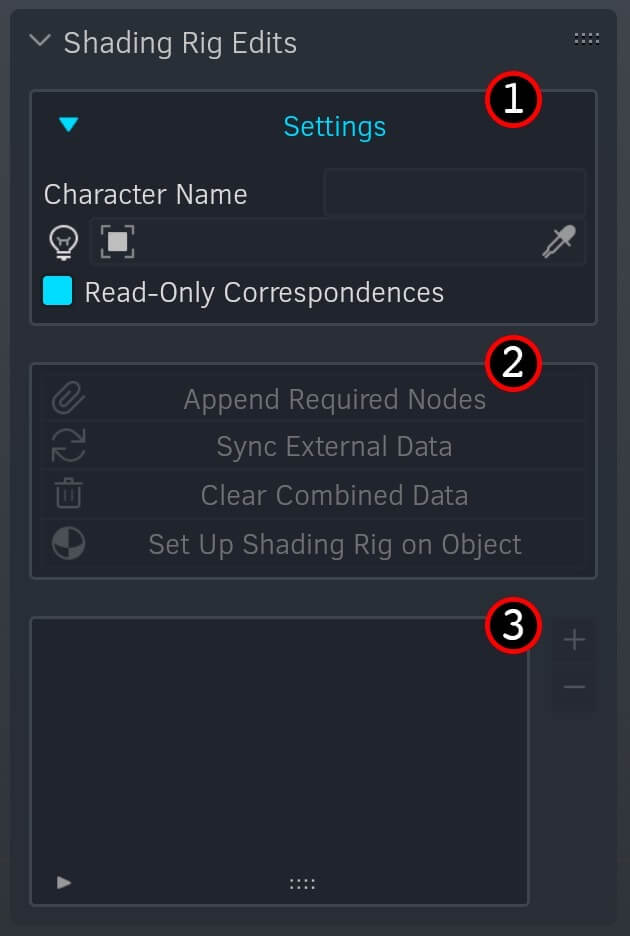 Shading Rig Edits
1
Settings
Character Name
Read-Only Correspondences
2
Append Required Nodes
Sync External Data
Clear Combined Data
Set Up Shading Rig on Object
3